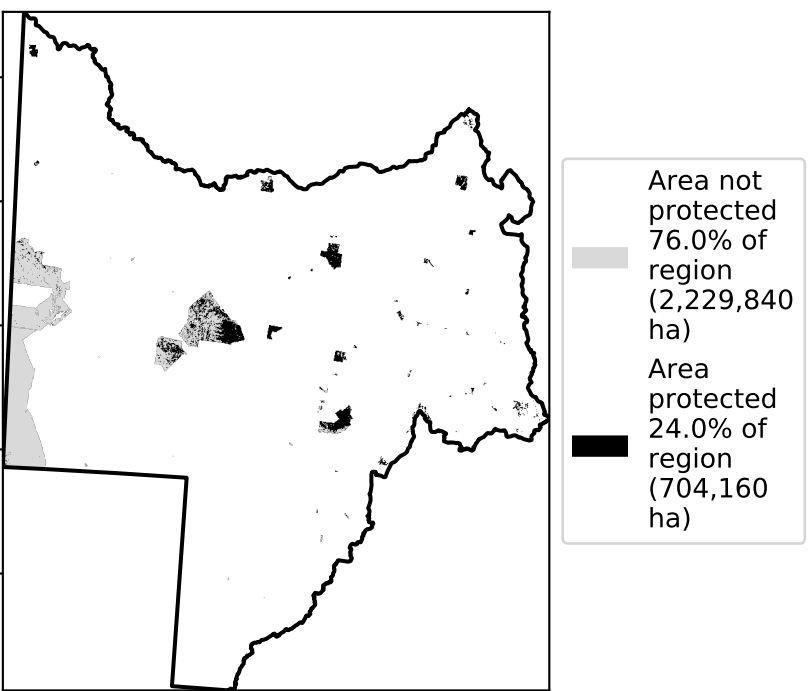 Area not
protected
76.0% of
region
(2,229,840
ha)
Area
protected
24.0% of
region
(704,160
ha)